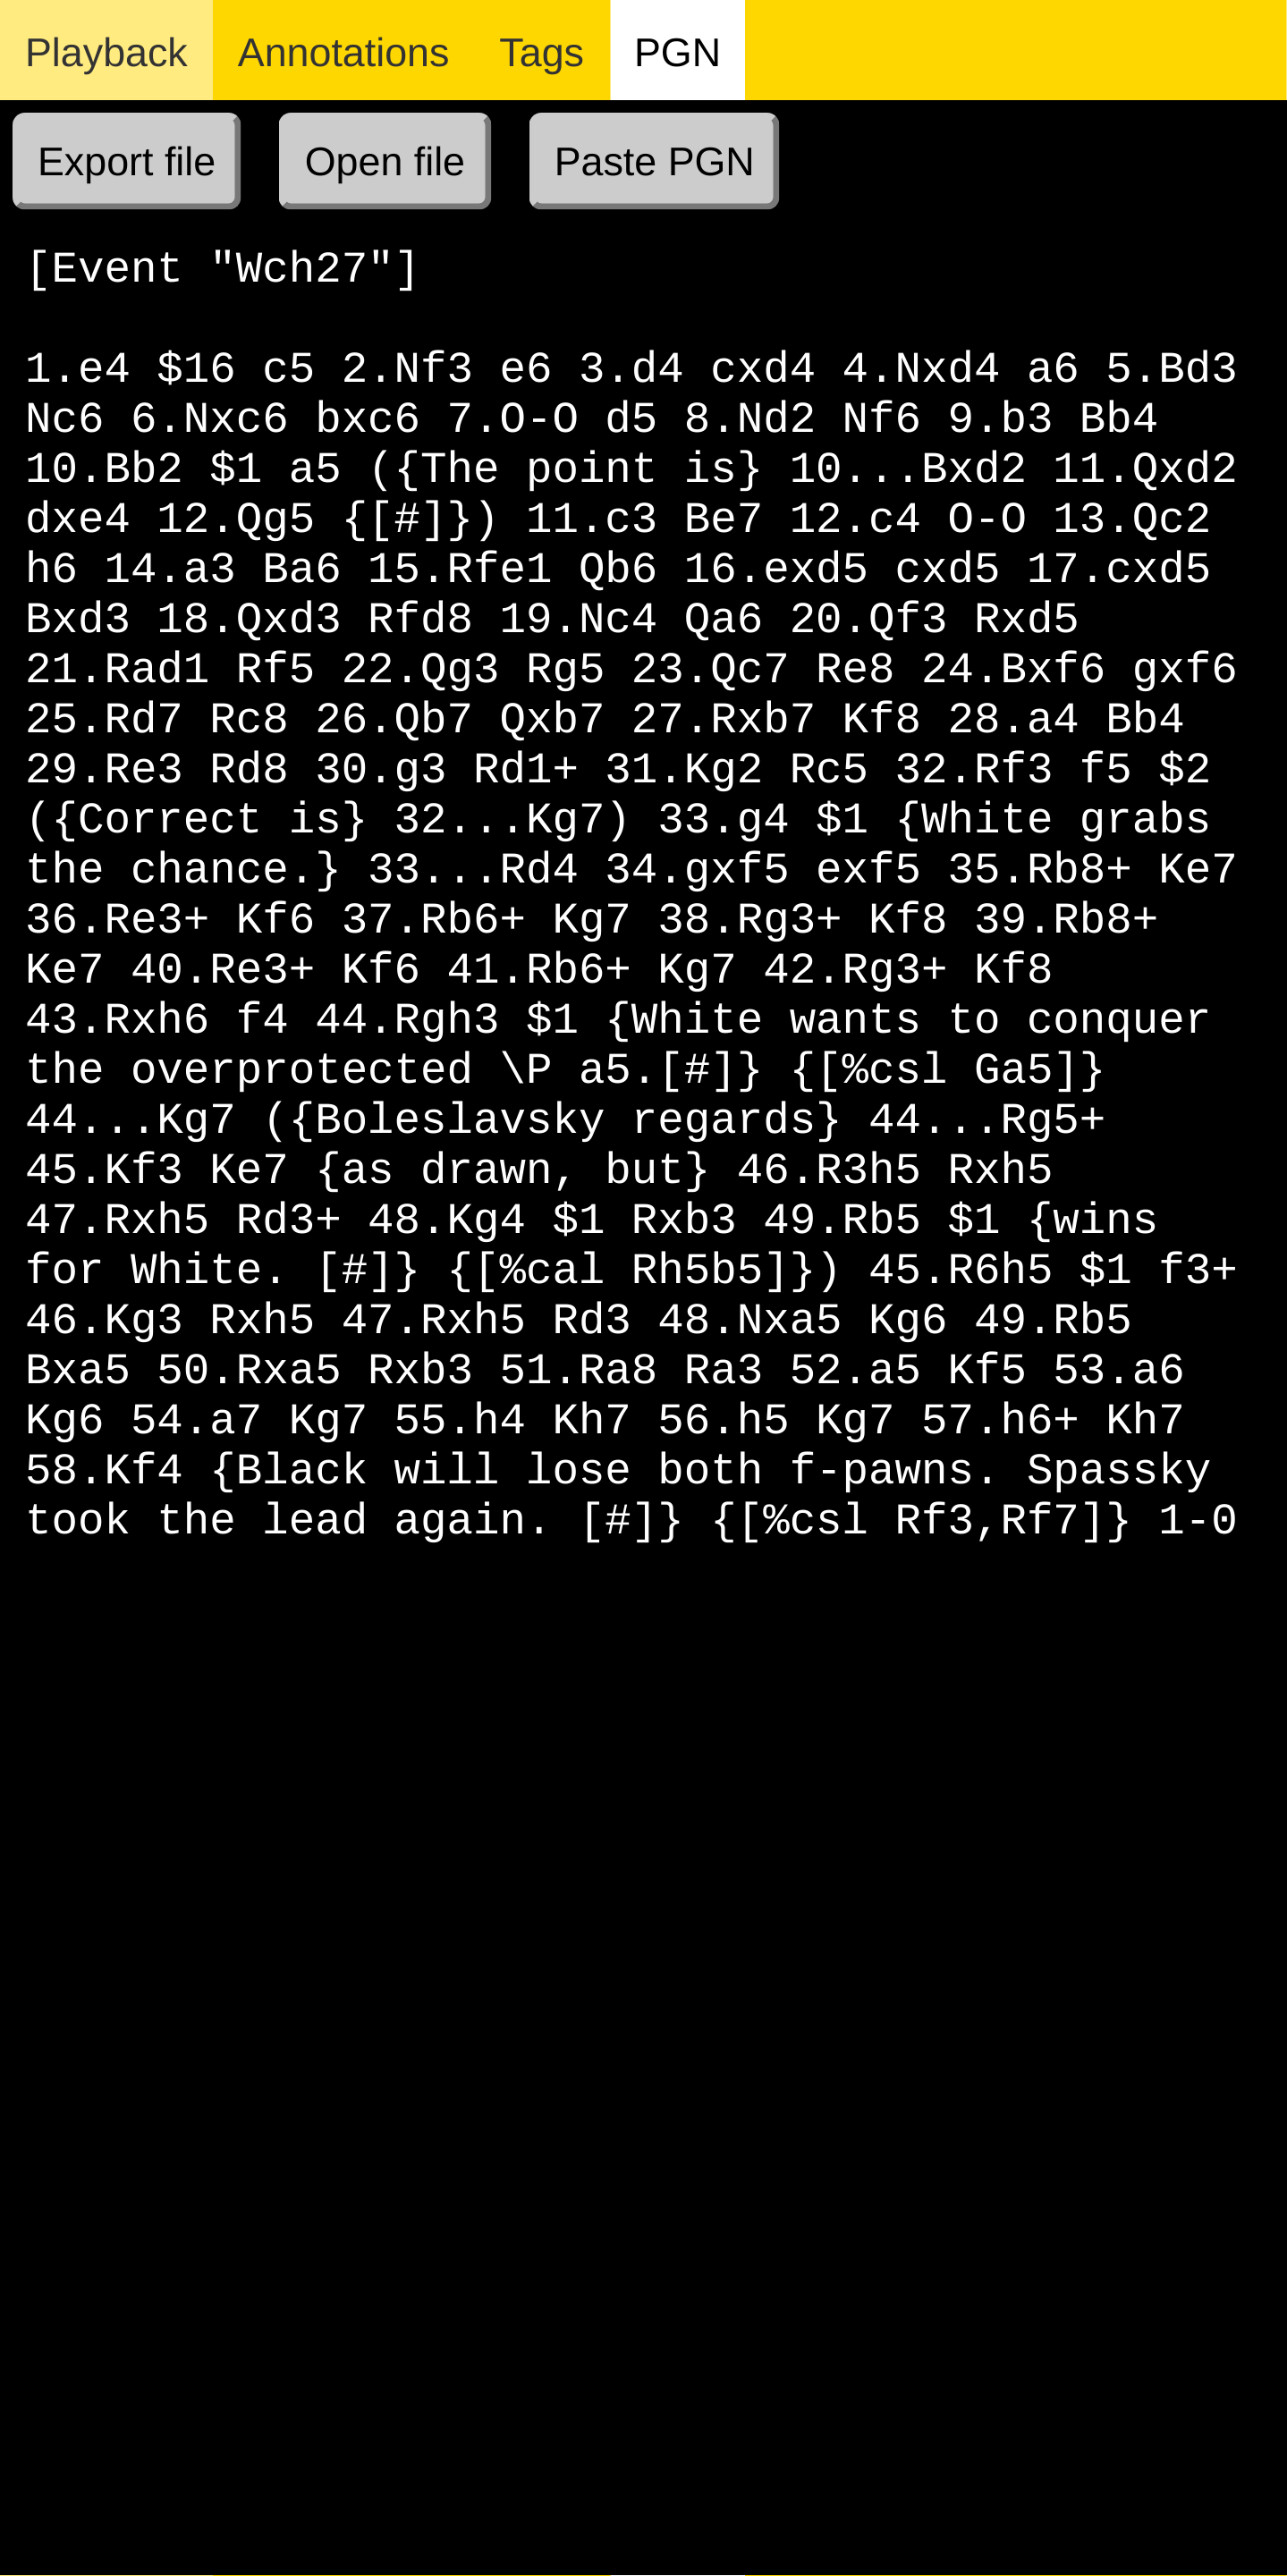 Playback Annotations Tags PGN
Export file Open file Paste PGN
[Event "Wch27"]
1.e4 $16 c5 2.Nf3 e6 3.d4 cxd4 4.Nxd4 a6 5.Bd3
Nc6 6.Nxc6 bxc6 7.O-O d5 8.Nd2 Nf6 9.b3 Bb4
10.Bb2 $1 a5 ({The point is} 10...Bxd2 11.Qxd2
dxe4 12.Qg5 {[#]}) 11.c3 Be7 12.c4 O-O 13.Qc2
h6 14.a3 Ba6 15.Rfe1 Qb6 16.exd5 cxd5 17.cxd5
Bxd3 18.Qxd3 Rfd8 19.Nc4 Qa6 20.Qf3 Rxd5
21.Rad1 Rf5 22.Qg3 Rg5 23.Qc7 Re8 24.Bxf6 gxf6
25.Rd7 Rc8 26.Qb7 Qxb7 27.Rxb7 Kf8 28.a4 Bb4
29.Re3 Rd8 30.g3 Rd1+ 31.Kg2 Rc5 32.Rf3 f5 $2
({Correct is} 32...Kg7) 33.g4 $1 {White grabs
the chance.} 33...Rd4 34.gxf5 exf5 35.Rb8+ Ke7
36.Re3+ Kf6 37.Rb6+ Kg7 38.Rg3+ Kf8 39.Rb8+
Ke7 40.Re3+ Kf6 41.Rb6+ Kg7 42.Rg3+ Kf8
43.Rxh6 f4 44.Rgh3 $1 {White wants to conquer
the overprotected \P a5.[#]} {[%csl Ga5]}
44...Kg7 ({Boleslavsky regards} 44...Rg5+
45.Kf3 Ke7 {as drawn, but} 46.R3h5 Rxh5
47.Rxh5 Rd3+ 48.Kg4 $1 Rxb3 49.Rb5 $1 {wins
for White. [#]} {[%cal Rh5b5]}) 45.R6h5 $1 f3+
46.Kg3 Rxh5 47.Rxh5 Rd3 48.Nxa5 Kg6 49.Rb5
Bxa5 50.Rxa5 Rxb3 51.Ra8 Ra3 52.a5 Kf5 53.a6
Kg6 54.a7 Kg7 55.h4 Kh7 56.h5 Kg7 57.h6+ Kh7
58.Kf4 {Black will lose both f-pawns. Spassky
took the lead again. [#]} {[%csl Rf3,Rf7]} 1-0